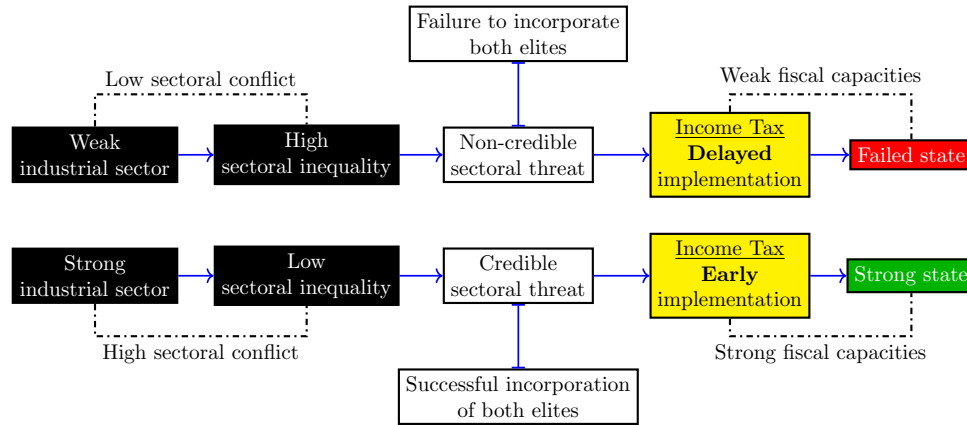 Failure to incorporate
both elites
Low sectoral conflict
Weak fiscal capacities
Weak
industrial sector
High
sectoral inequality
Non-credible
sectoral threat
Income Tax
Delayed
implementation
Failed state
Strong
industrial sector
Low
sectoral inequality
Credible
sectoral threat
Income Tax
Early
implementation
Strong state
High sectoral conflict
Strong fiscal capacities
Successful incorporation
of both elites